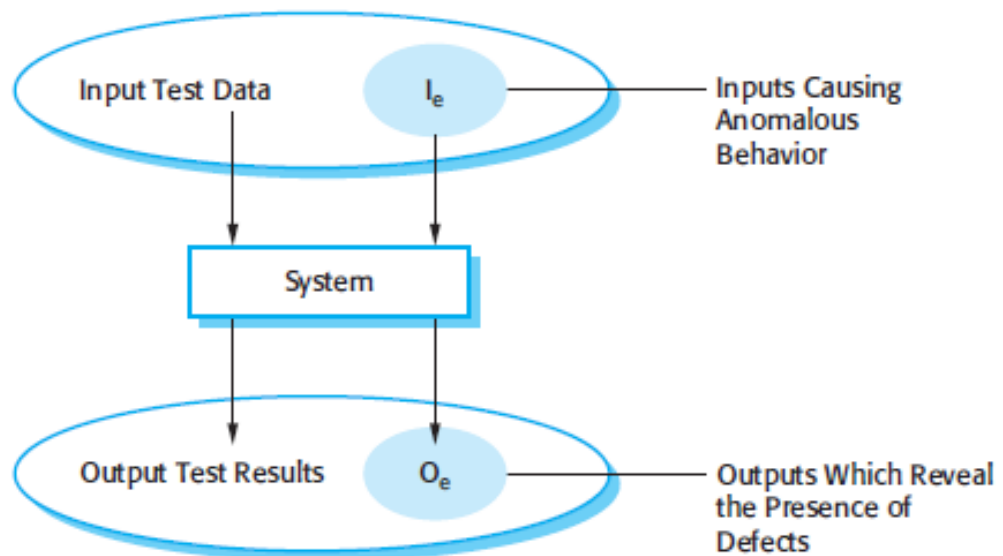 Input Test Data
Iₑ
Inputs Causing
Anomalous
Behavior
System
Output Test Results
Oₑ
Outputs Which Reveal
the Presence of
Defects